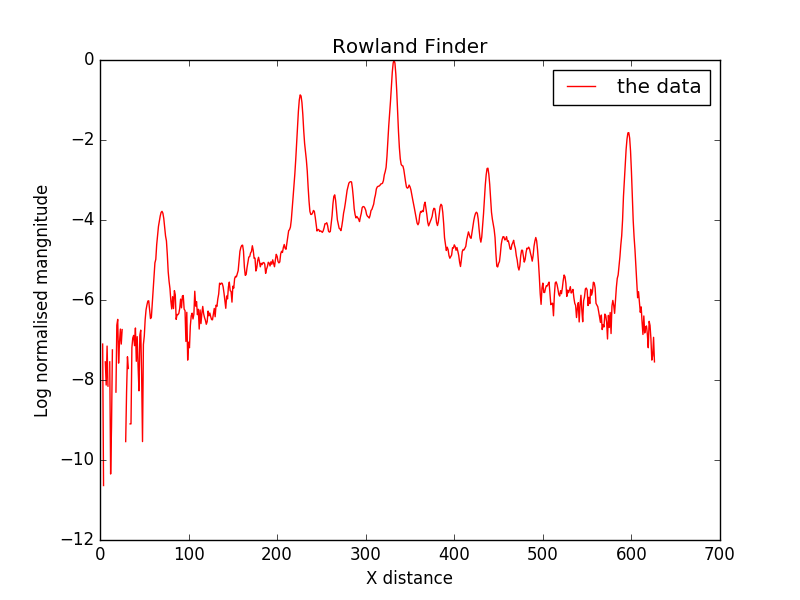 Rowland Finder
the data
Log normalised mangnitude
0
−2
−4
−6
−8
−10
−12
0 100 200 300 400 500 600 700
X distance